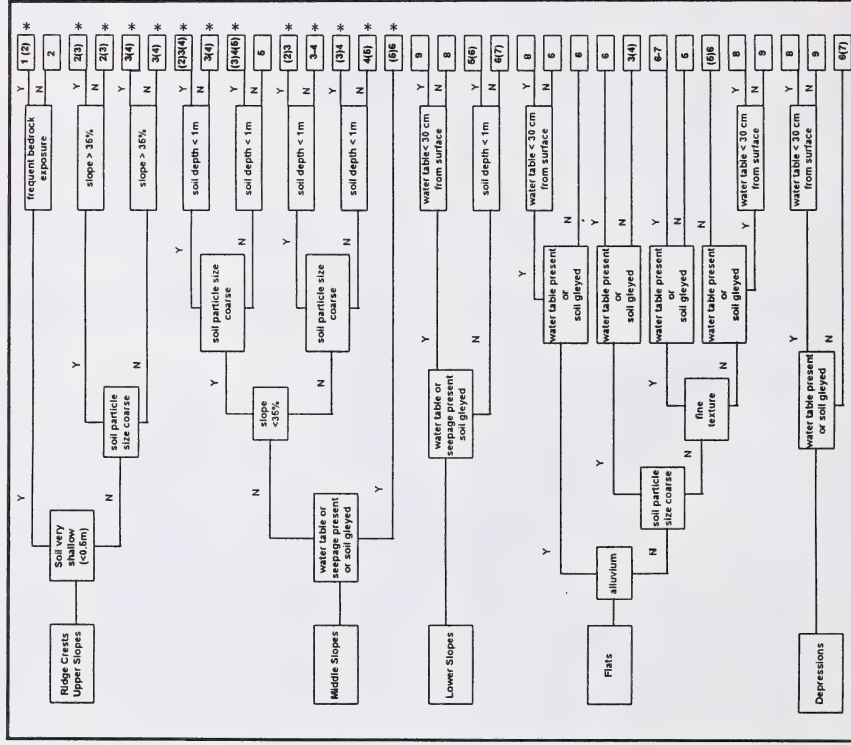 Ridge Crests
Upper Slopes
Soil very
shallow
(<0.5m)
Y
N
frequent bedrock
exposure
Y
N
1 (2) *
2
soil particle
size coarse
Y
N
slope > 35%
Y
N
2(3) *
2(3) *
slope > 35%
Y
N
3(4) *
3(4) *
Middle Slopes
water table or
seepage present
or soil gleyed
N
Y
slope
<35%
Y
N
soil particle size
coarse
Y
N
soil depth < 1m
Y
N
(2)3(4) *
3(4) *
soil depth < 1m
Y
N
(3)4(5) *
5
soil particle size
coarse
Y
N
soil depth < 1m
Y
N
(2)3 *
3-4 *
soil depth < 1m
Y
N
(3)4 *
4(5) *
(5)6 *
Lower Slopes
water table or
seepage present
soil gleyed
Y
N
water table < 30 cm
from surface
Y
N
9
8
soil depth < 1m
Y
N
5(6)
6(7)
Flats
alluvium
Y
N
water table present
or
soil gleyed
Y
N
water table < 30 cm
from surface
Y
N
8
6
6
soil particle
size coarse
Y
N
water table present
or
soil gleyed
Y
N
6
3(4)
fine
texture
Y
N
water table present
or
soil gleyed
Y
N
6-7
5
water table present
or
soil gleyed
N
Y
(5)6
water table < 30 cm
from surface
Y
N
8
9
Depressions
water table present
or soil gleyed
Y
N
water table < 30 cm
from surface
Y
N
8
9
6(7)